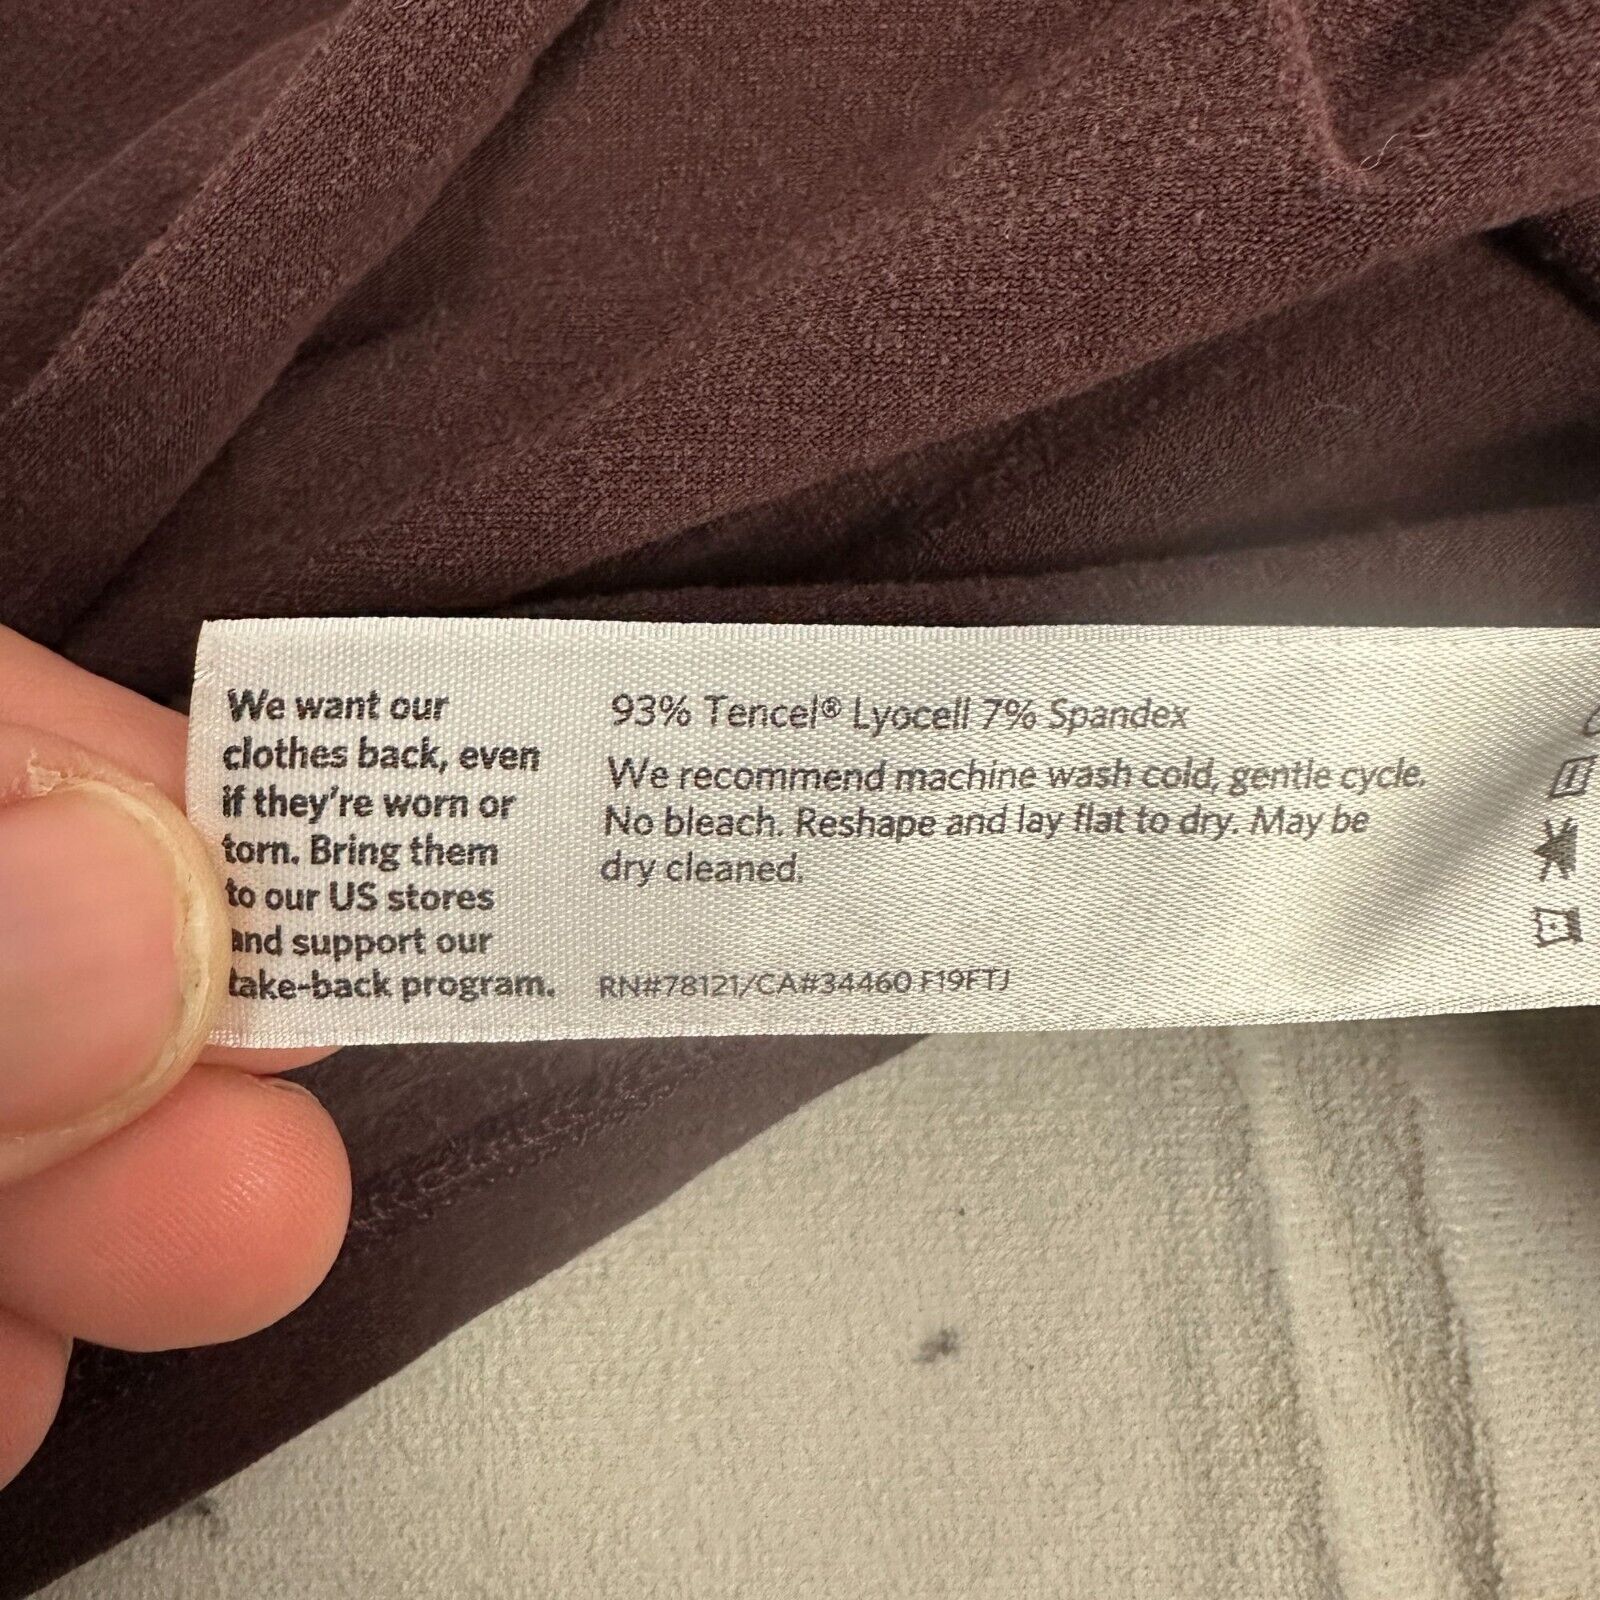 We want our
clothes back, even
if they're worn or
torn. Bring them
to our US stores
and support our
take-back program.
93% Tencel® Lyocell 7% Spandex
We recommend machine wash cold, gentle cycle.
No bleach. Reshape and lay flat to dry. May be
dry cleaned.
RN#78121/CA#34460 F19FTJ